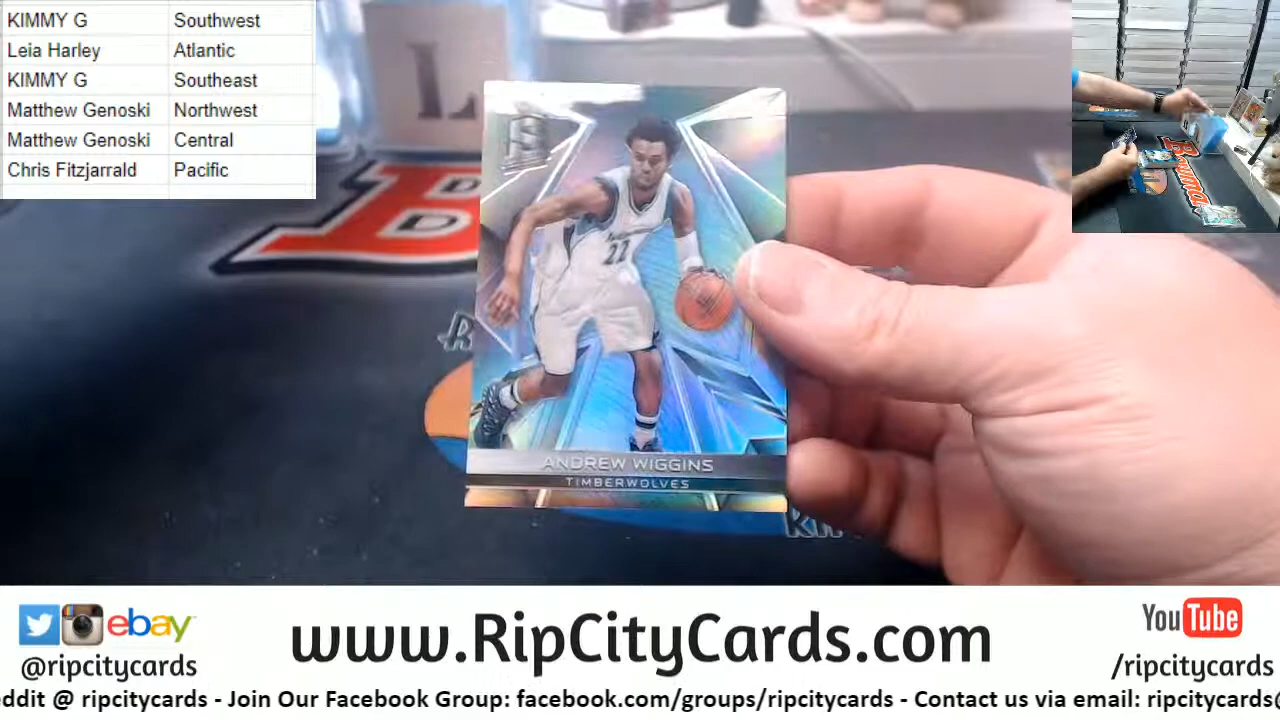 KIMMY G Southwest
Leia Harley Atlantic
KIMMY G Southeast
Matthew Genoski Northwest
Matthew Genoski Central
Chris Fitzjarrald Pacific
L
B
D
D
22
ANDREW WIGGINS
TIMBERWOLVES
ebay
@ripcitycards
www.RipCityCards.com
YouTube
/ripcitycards
eddit @ ripcitycards - Join Our Facebook Group: facebook.com/groups/ripcitycards - Contact us via email: ripcitycards@